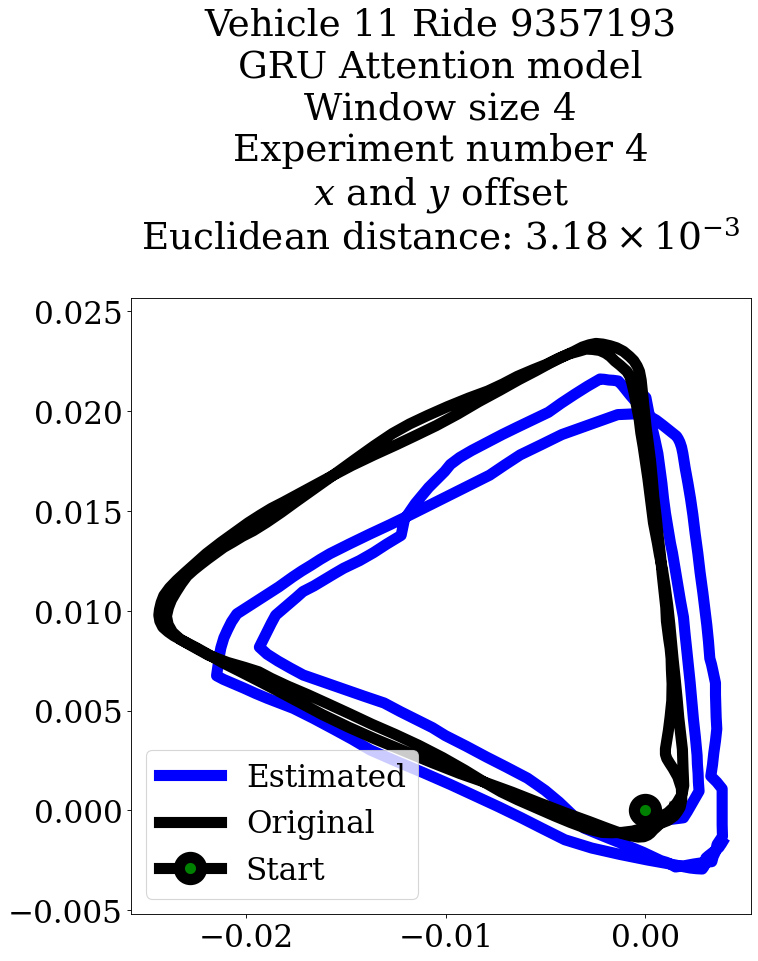 Vehicle 11 Ride 9357193
GRU Attention model
Window size 4
Experiment number 4
x and y offset
Euclidean distance: 3.18 × 10⁻³
0.025
0.020
0.015
0.010
0.005
0.000
−0.005
Estimated
Original
Start
−0.02 −0.01 0.00